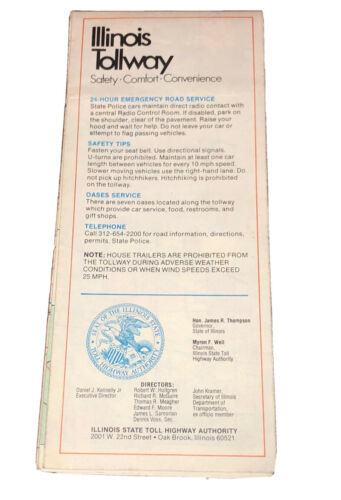 Illinois
Tollway
Safety · Comfort · Convenience
24-HOUR EMERGENCY ROAD SERVICE
State Police cars maintain direct radio contact with
a central Radio Control Room. If disabled, park on
the shoulder, clear of the pavement. Raise your
hood and wait for help. Do not leave your car or
attempt to flag passing vehicles.
SAFETY TIPS
Fasten your seat belt. Use directional signals.
U-turns are prohibited. Maintain at least one car
length between vehicles for every 10 mph speed.
Slower moving vehicles use the right-hand lane. Do
not pick up hitchhikers. Hitchhiking is prohibited
on the tollway.
OASES SERVICE
There are seven oases located along the tollway
which provide car service, food, restrooms, and
gift shops.
TELEPHONE
Call 312-654-2200 for road information, directions,
permits, State Police.
NOTE: HOUSE TRAILERS ARE PROHIBITED FROM
THE TOLLWAY DURING ADVERSE WEATHER
CONDITIONS OR WHEN WIND SPEEDS EXCEED
25 MPH.
SEAL OF THE ILLINOIS STATE
TOLL HIGHWAY AUTHORITY
Hon. James R. Thompson
Governor
State of Illinois
Myron F. Weil
Chairman,
Illinois State Toll
Highway Authority
Daniel J. Kennelly Jr
Executive Director
DIRECTORS:
Robert W. Hollgren
Richard R. McGuire
Thomas R. Meagher
Edward F. Moore
James L. Samorian
Dennis Voss, Sec.
John Kramer,
Secretary of Illinois
Department of
Transportation,
ex officio member
ILLINOIS STATE TOLL HIGHWAY AUTHORITY
2001 W. 22nd Street • Oak Brook, Illinois 60521